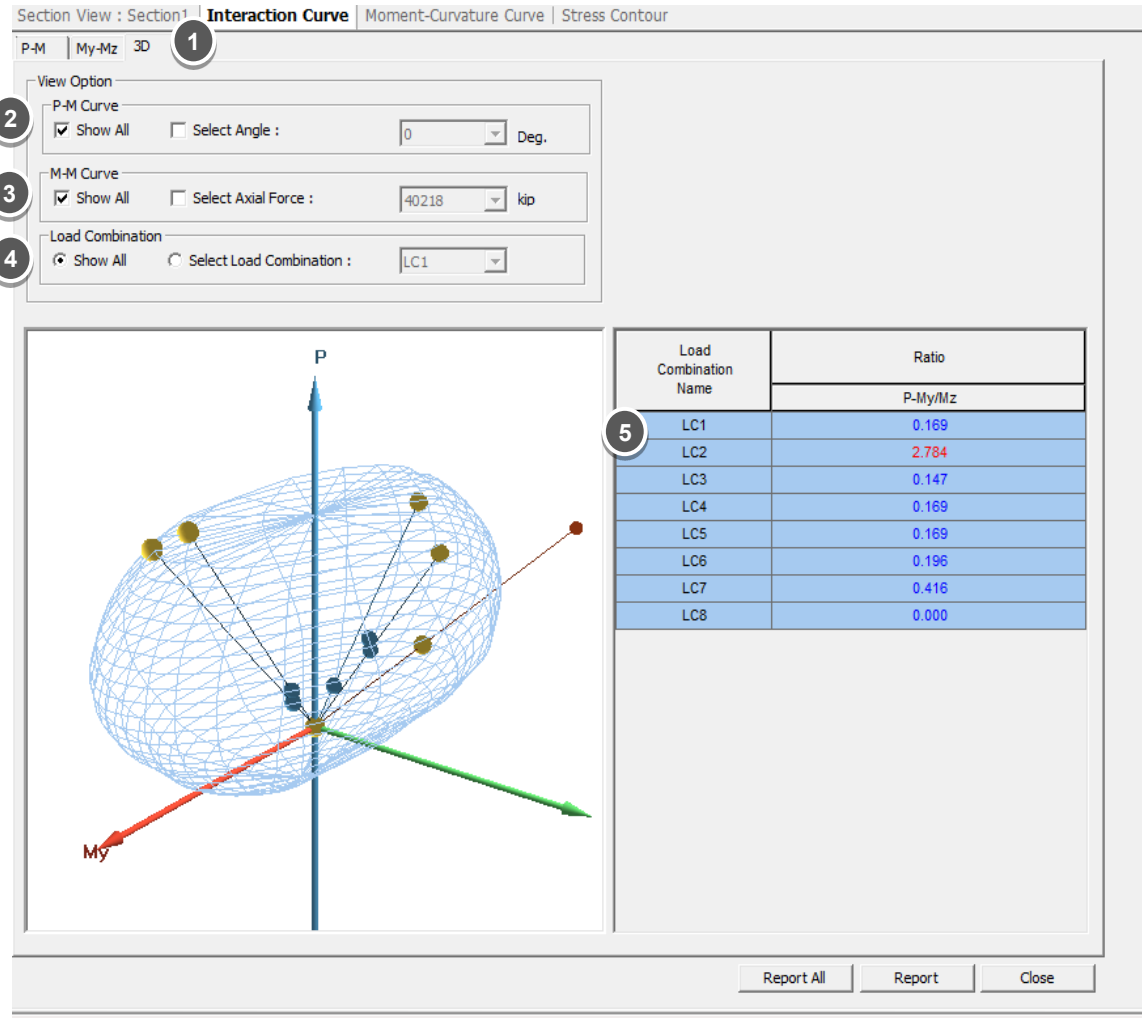 Section View : Section1 Interaction Curve Moment-Curvature Curve Stress Contour
P-M My-Mz 3D 1
View Option
P-M Curve
2 Show All Select Angle : 0 Deg.
M-M Curve
3 Show All Select Axial Force : 40218 kip
Load Combination
4 Show All Select Load Combination : LC1
P
My
Load Combination Name Ratio
P-My/Mz
5 LC1 0.169
LC2 2.784
LC3 0.147
LC4 0.169
LC5 0.169
LC6 0.196
LC7 0.416
LC8 0.000
Report All Report Close